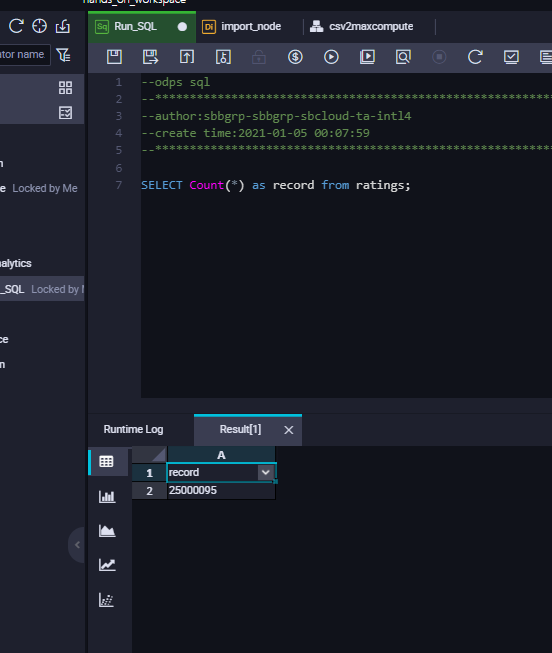 hands_on_workspace
Run_SQL
import_node
csv2maxcompute
ator name
1 --odps sql
2 --********************************************************
3 --author:sbbgrp-sbbgrp-sbcloud-ta-intl4
4 --create time:2021-01-05 00:07:59
5 --********************************************************
6
7 SELECT Count(*) as record from ratings;
Locked by Me
alytics
_SQL Locked by M
Runtime Log
Result[1]
A
1 record
2 25000095